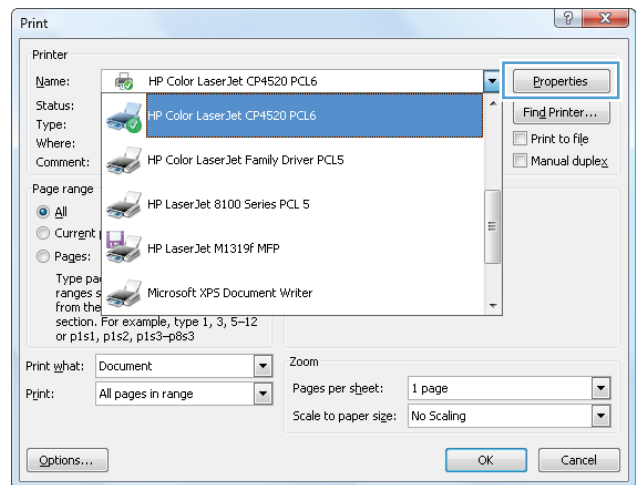 Print
Printer
Name: HP Color LaserJet CP4520 PCL6 Properties
Status:
HP Color LaserJet CP4520 PCL6 Find Printer...
Type:
Where: Print to file
Comment: HP Color LaserJet Family Driver PCL5 Manual duplex
Page range
All HP LaserJet 8100 Series PCL 5
Current
Pages: HP LaserJet M1319f MFP
Type
ranges Microsoft XPS Document Writer
from the
section. For example, type 1, 3, 5–12
or p1s1, p1s2, p1s3–p8s3
Print what: Document Zoom
Pages per sheet: 1 page
Print: All pages in range
Scale to paper size: No Scaling
Options... OK Cancel